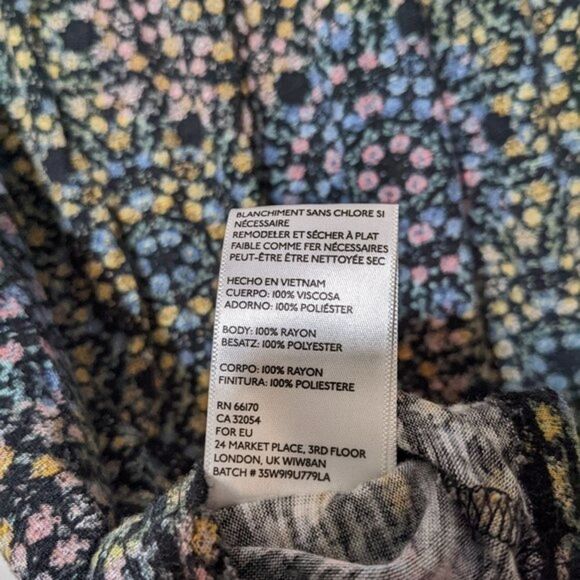 BLANCHIMENT SANS CHLORE SI
NÉCESSAIRE
REMODELER ET SÉCHER À PLAT
FAIBLE COMME FER NÉCESSAIRES
PEUT-ÊTRE ÊTRE NETTOYÉE SEC
HECHO EN VIETNAM
CUERPO: 100% VISCOSA
ADORNO: 100% POLIÉSTER
BODY: 100% RAYON
BESATZ: 100% POLYESTER
CORPO: 100% RAYON
FINITURA: 100% POLIESTERE
RN 66170
CA 32054
FOR EU
24 MARKET PLACE, 3RD FLOOR
LONDON, UK WIW8AN
BATCH # 35W9I9U779LA